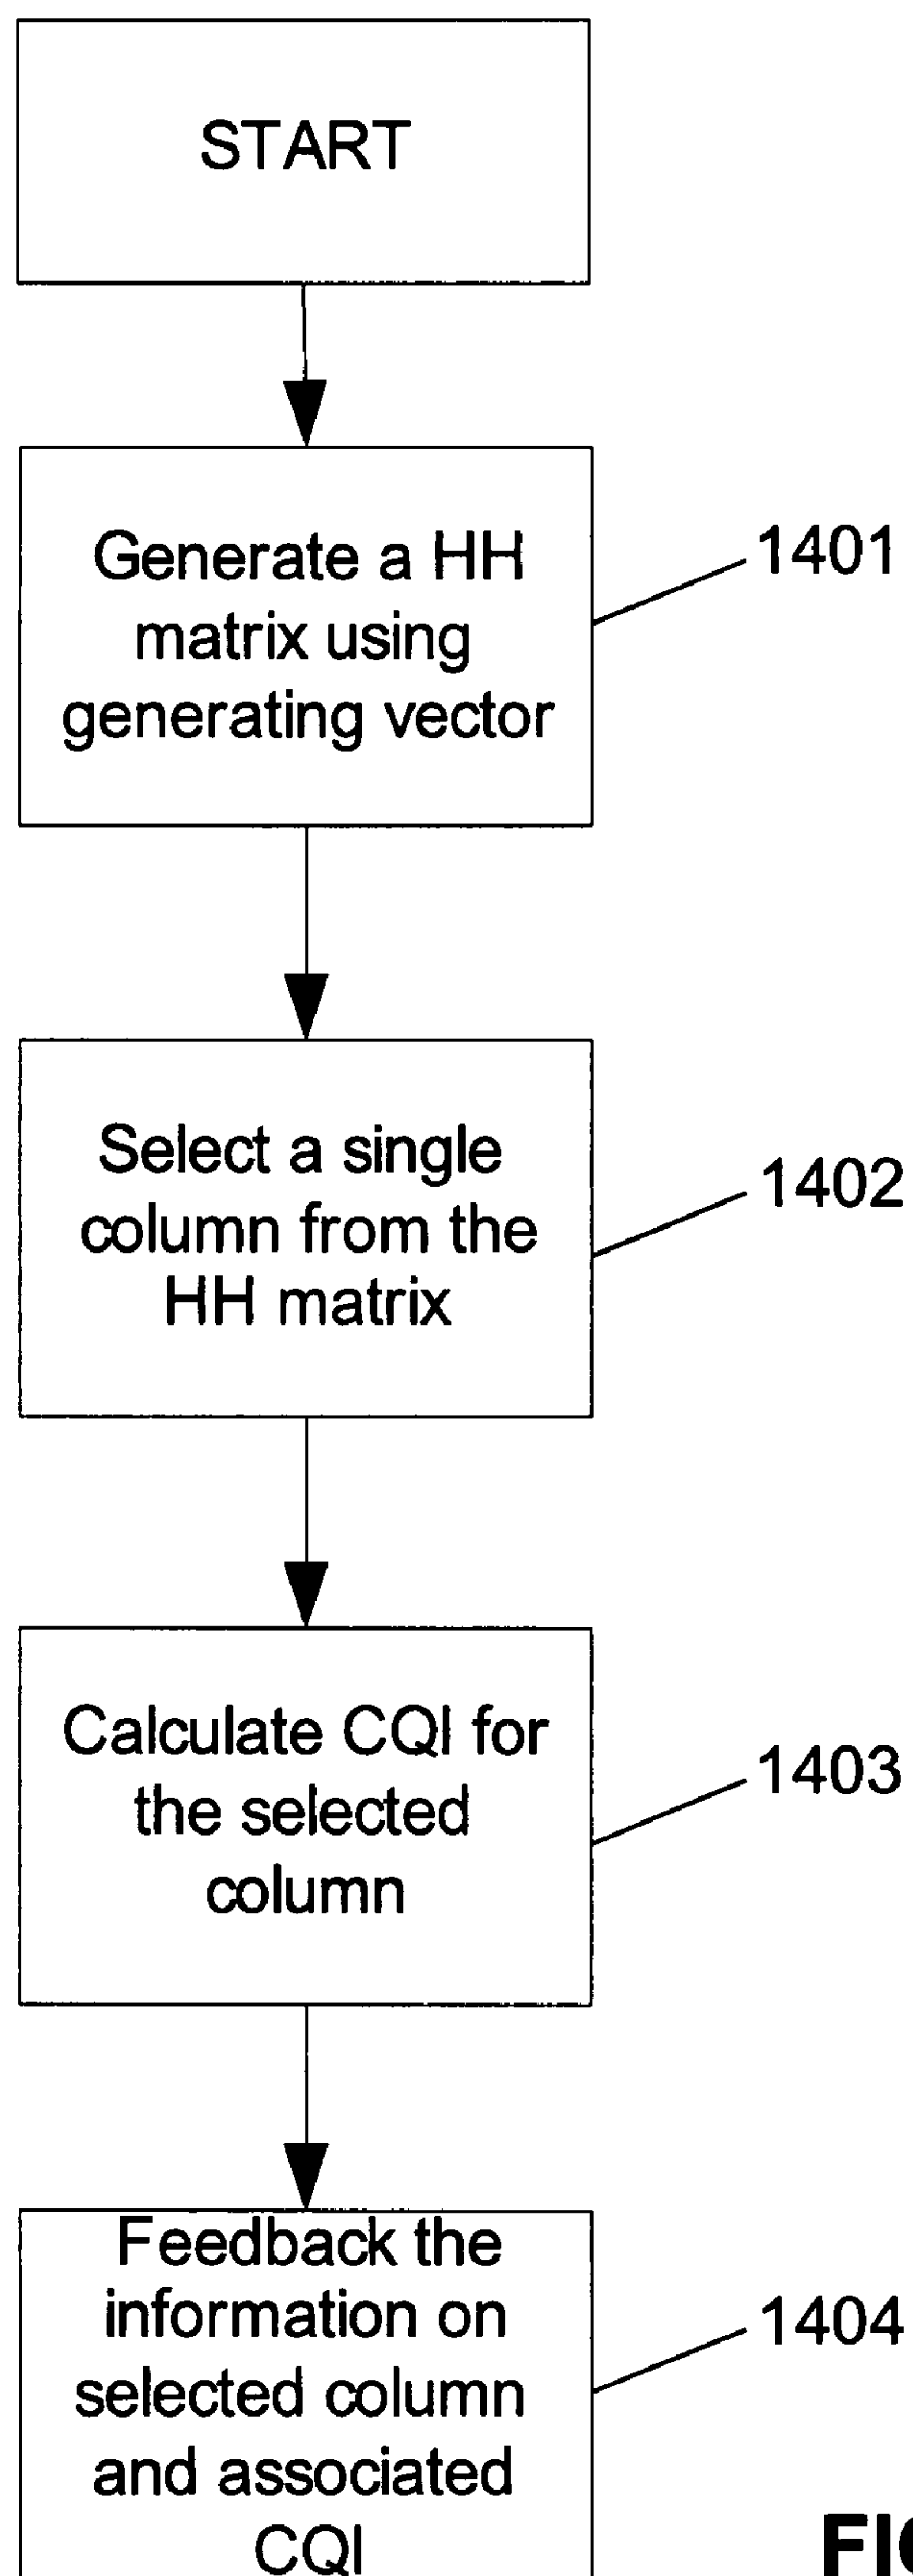 START
Generate a HH
matrix using
generating vector
1401
Select a single
column from the
HH matrix
1402
Calculate CQI for
the selected
column
1403
Feedback the
information on
selected column
and associated
CQI
1404